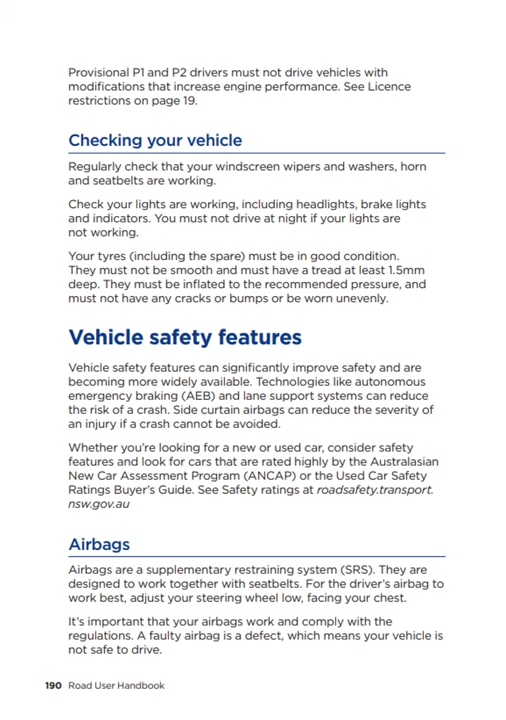 Provisional P1 and P2 drivers must not drive vehicles with
modifications that increase engine performance. See Licence
restrictions on page 19.
Checking your vehicle
Regularly check that your windscreen wipers and washers, horn
and seatbelts are working.
Check your lights are working, including headlights, brake lights
and indicators. You must not drive at night if your lights are
not working.
Your tyres (including the spare) must be in good condition.
They must not be smooth and must have a tread at least 1.5mm
deep. They must be inflated to the recommended pressure, and
must not have any cracks or bumps or be worn unevenly.
Vehicle safety features
Vehicle safety features can significantly improve safety and are
becoming more widely available. Technologies like autonomous
emergency braking (AEB) and lane support systems can reduce
the risk of a crash. Side curtain airbags can reduce the severity of
an injury if a crash cannot be avoided.
Whether you're looking for a new or used car, consider safety
features and look for cars that are rated highly by the Australasian
New Car Assessment Program (ANCAP) or the Used Car Safety
Ratings Buyer's Guide. See Safety ratings at roadsafety.transport.
nsw.gov.au
Airbags
Airbags are a supplementary restraining system (SRS). They are
designed to work together with seatbelts. For the driver's airbag to
work best, adjust your steering wheel low, facing your chest.
It's important that your airbags work and comply with the
regulations. A faulty airbag is a defect, which means your vehicle is
not safe to drive.
190 Road User Handbook